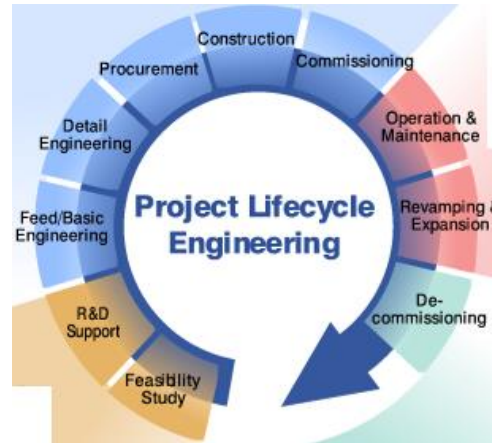 Construction
Commissioning
Procurement
Operation &
Maintenance
Detail
Engineering
Project Lifecycle
Engineering
Revamping &
Expansion
Feed/Basic
Engineering
De-
commissioning
R&D
Support
Feasibility
Study